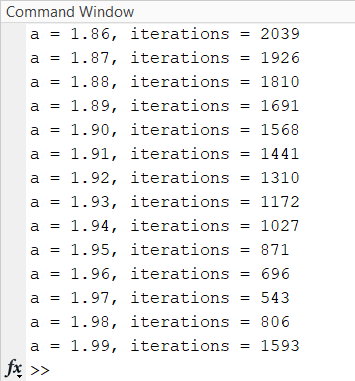 Command Window
a = 1.86, iterations = 2039
a = 1.87, iterations = 1926
a = 1.88, iterations = 1810
a = 1.89, iterations = 1691
a = 1.90, iterations = 1568
a = 1.91, iterations = 1441
a = 1.92, iterations = 1310
a = 1.93, iterations = 1172
a = 1.94, iterations = 1027
a = 1.95, iterations = 871
a = 1.96, iterations = 696
a = 1.97, iterations = 543
a = 1.98, iterations = 806
a = 1.99, iterations = 1593
fx >>